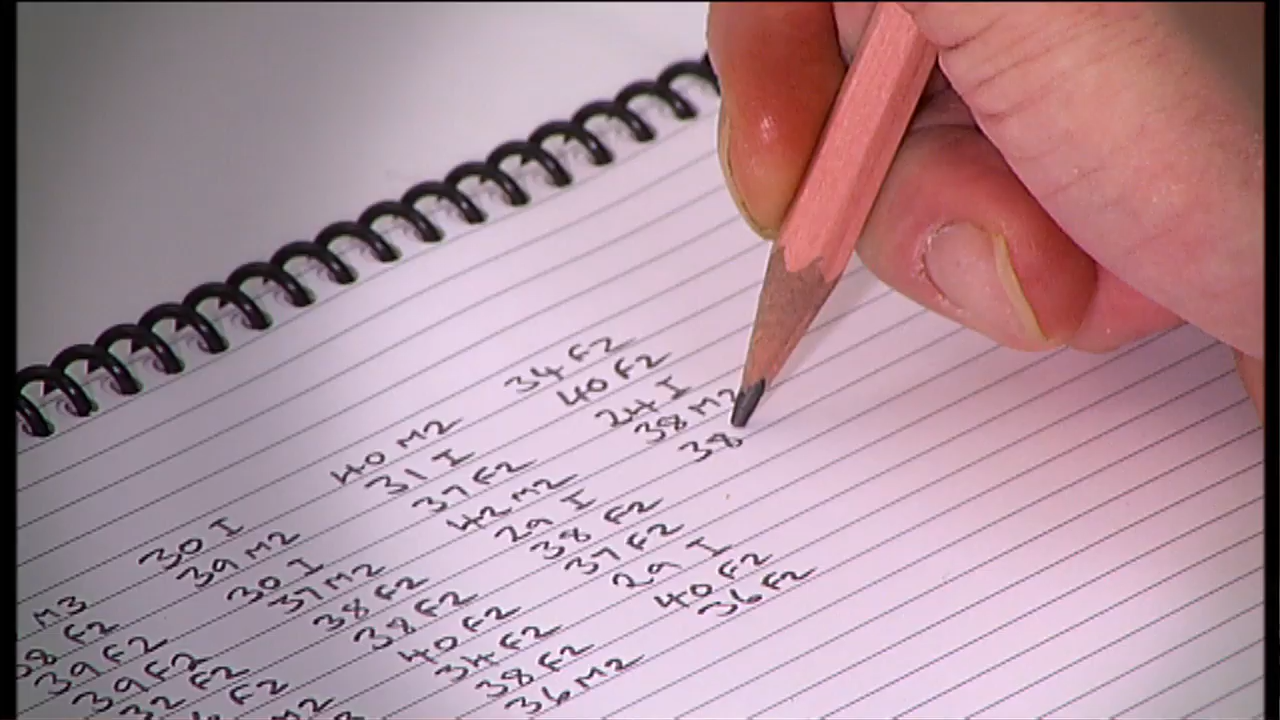 M3
38 F2
39 F2
39 F2
32 F2
F2
M2
30 I
39 M2
30 I
37 M2
38 F2
38 F2
40 F2
34 F2
38 F2
36 M2
40 M2
31 I
37 F2
42 M2
29 I
38 F2
37 F2
29 I
40 F2
36 F2
34 F2
40 F2
24 I
38 M2
38